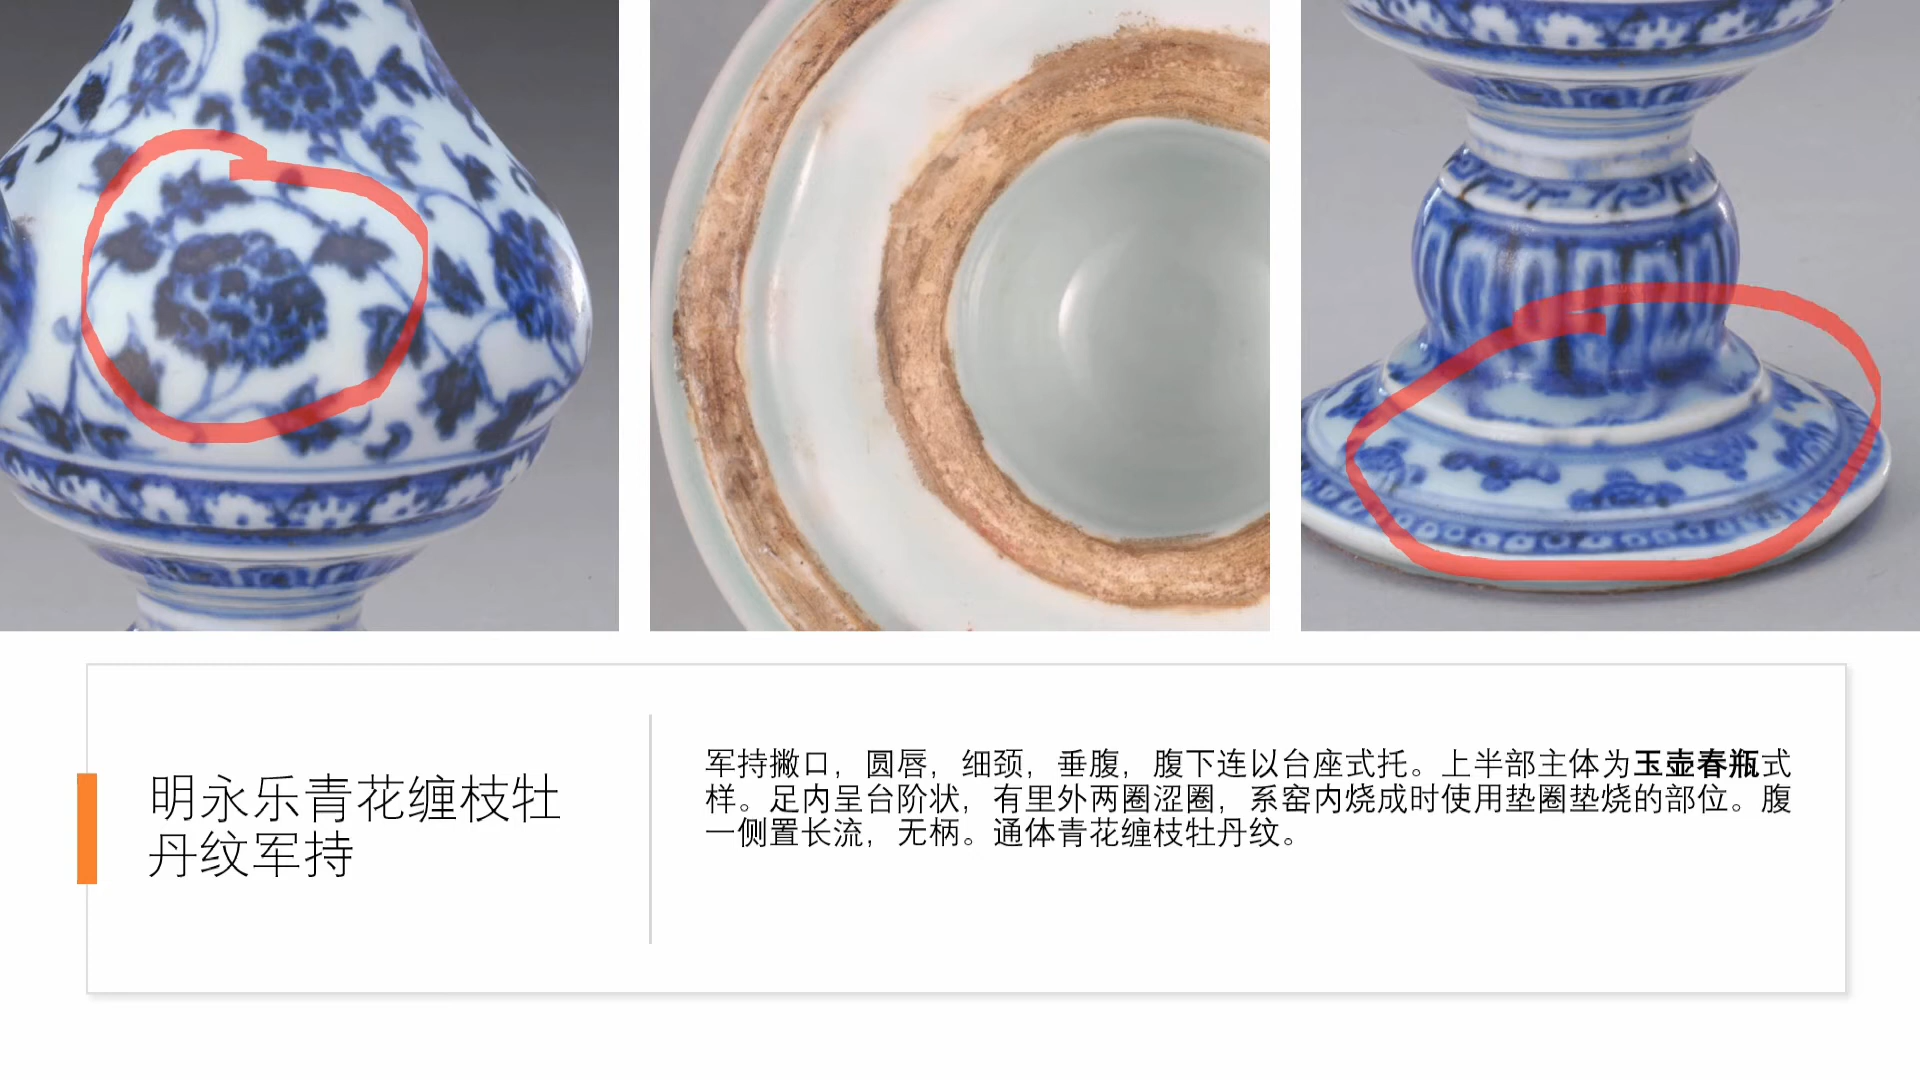 明永乐青花缠枝牡
丹纹军持
军持撇口，圆唇，细颈，垂腹，腹下连以台座式托。上半部主体为玉壶春瓶式
样。足内呈台阶状，有里外两圈涩圈，系窑内烧成时使用垫圈垫烧的部位。腹
一侧置长流，无柄。通体青花缠枝牡丹纹。